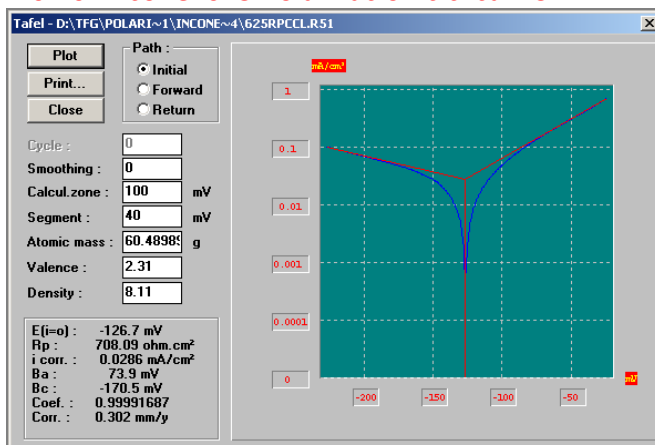 Tafel - D:\TFG\POLARI~1\INCONE~4\625RPCCL.R51
Plot
Print...
Close
Path :
Initial
Forward
Return
Cycle : 0
Smoothing : 0
Calcul.zone : 100 mV
Segment : 40 mV
Atomic mass : 60.4898 g
Valence : 2.31
Density : 8.11
E(i=o) : -126.7 mV
Rp : 708.09 ohm.cm²
i corr. : 0.0286 mA/cm²
Ba : 73.9 mV
Bc : -170.5 mV
Coef. : 0.99991687
Corr. : 0.302 mm/y
mA/cm²
1
0.1
0.01
0.001
0.0001
0
mV
-200
-150
-100
-50